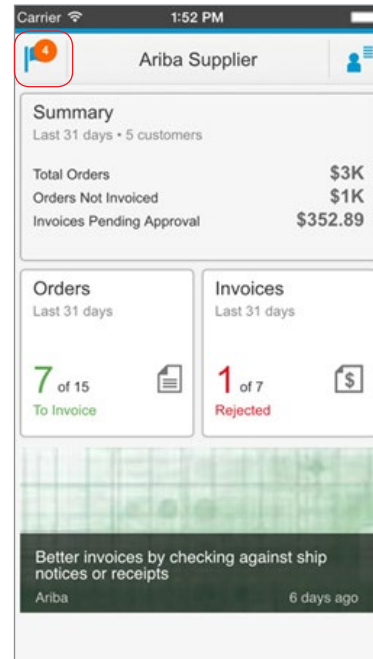 Carrier 1:52 PM
4
Ariba Supplier
Summary
Last 31 days • 5 customers
Total Orders $3K
Orders Not Invoiced $1K
Invoices Pending Approval $352.89
Orders
Last 31 days
7 of 15
To Invoice
Invoices
Last 31 days
1 of 7
$
Rejected
Better invoices by checking against ship
notices or receipts
Ariba 6 days ago